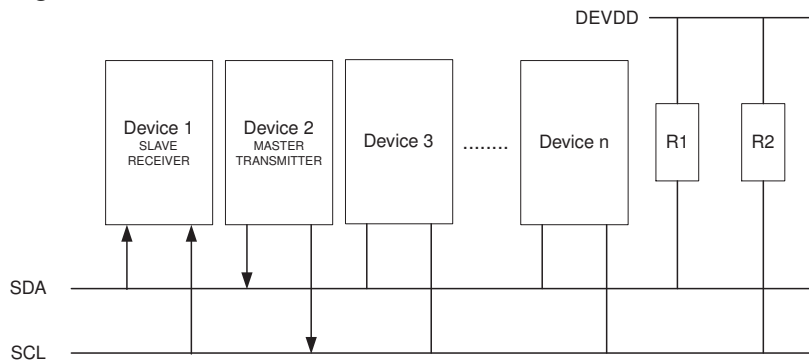 DEVDD
Device 1
SLAVE
RECEIVER
Device 2
MASTER
TRANSMITTER
Device 3
........
Device n
R1
R2
SDA
SCL